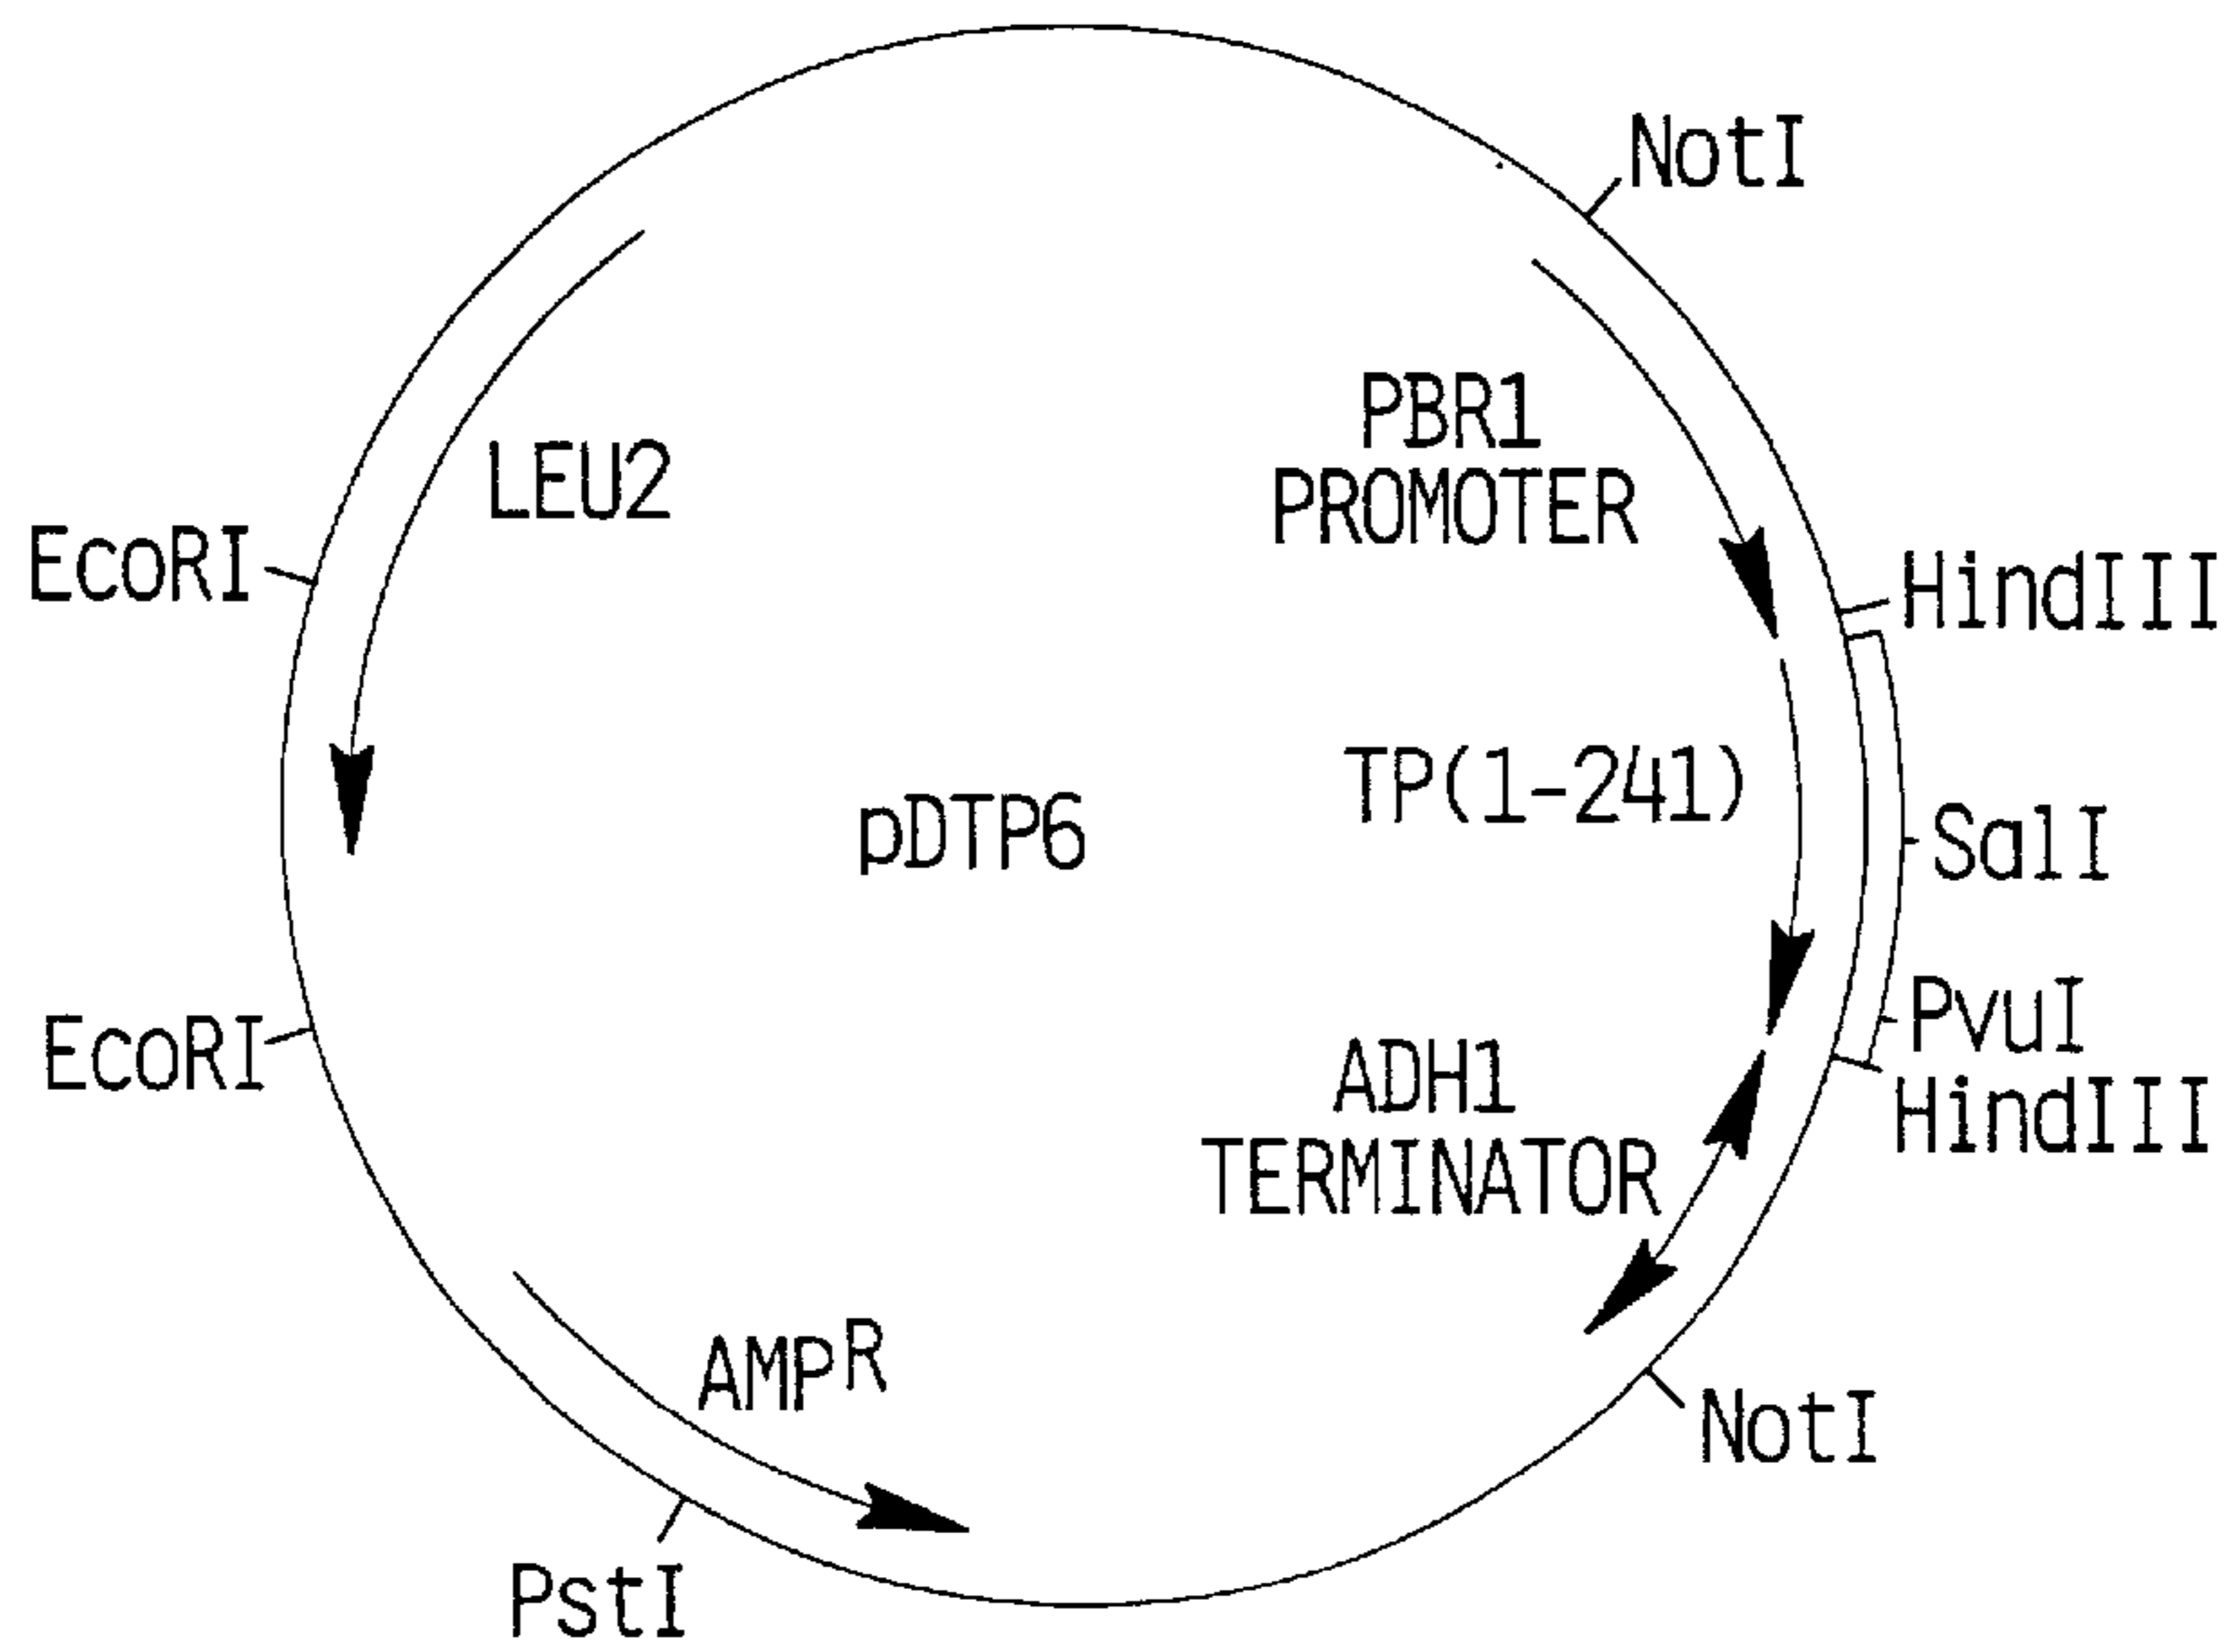 NotI
PBR1
PROMOTER
LEU2
EcoRI
HindIII
TP(1-241)
pDTP6
SalI
PvuI
EcoRI
ADH1
TERMINATOR
HindIII
AMPR
NotI
PstI